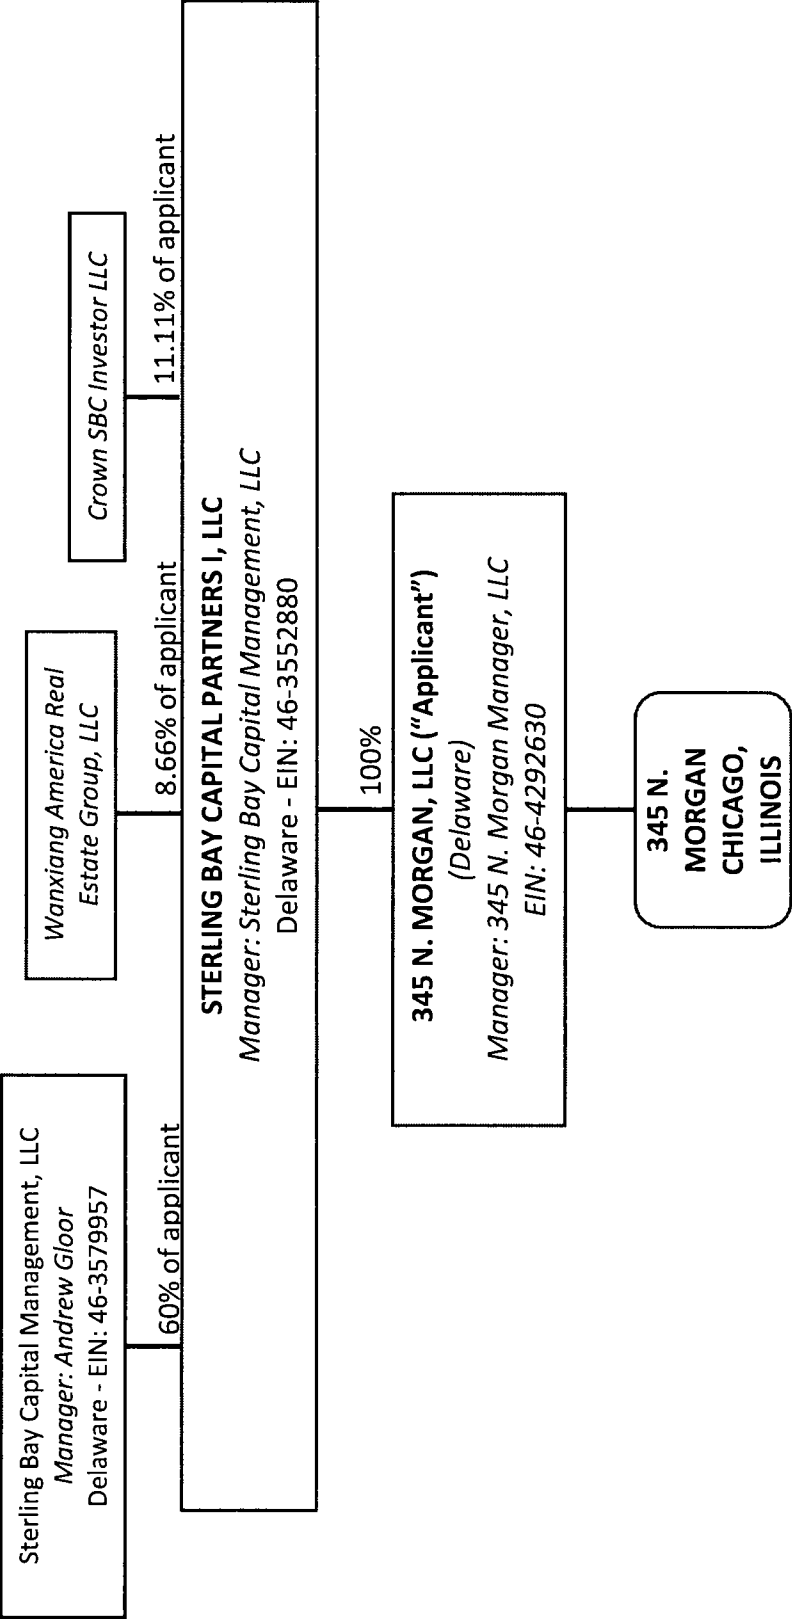 Sterling Bay Capital Management, LLC
Manager: Andrew Gloor
Delaware - EIN: 46-3579957
Wanxiang America Real
Estate Group, LLC
Crown SBC Investor LLC
60% of applicant
8.66% of applicant
11.11% of applicant
STERLING BAY CAPITAL PARTNERS I, LLC
Manager: Sterling Bay Capital Management, LLC
Delaware - EIN: 46-3552880
100%
345 N. MORGAN, LLC (“Applicant”)
(Delaware)
Manager: 345 N. Morgan Manager, LLC
EIN: 46-4292630
345 N.
MORGAN
CHICAGO,
ILLINOIS